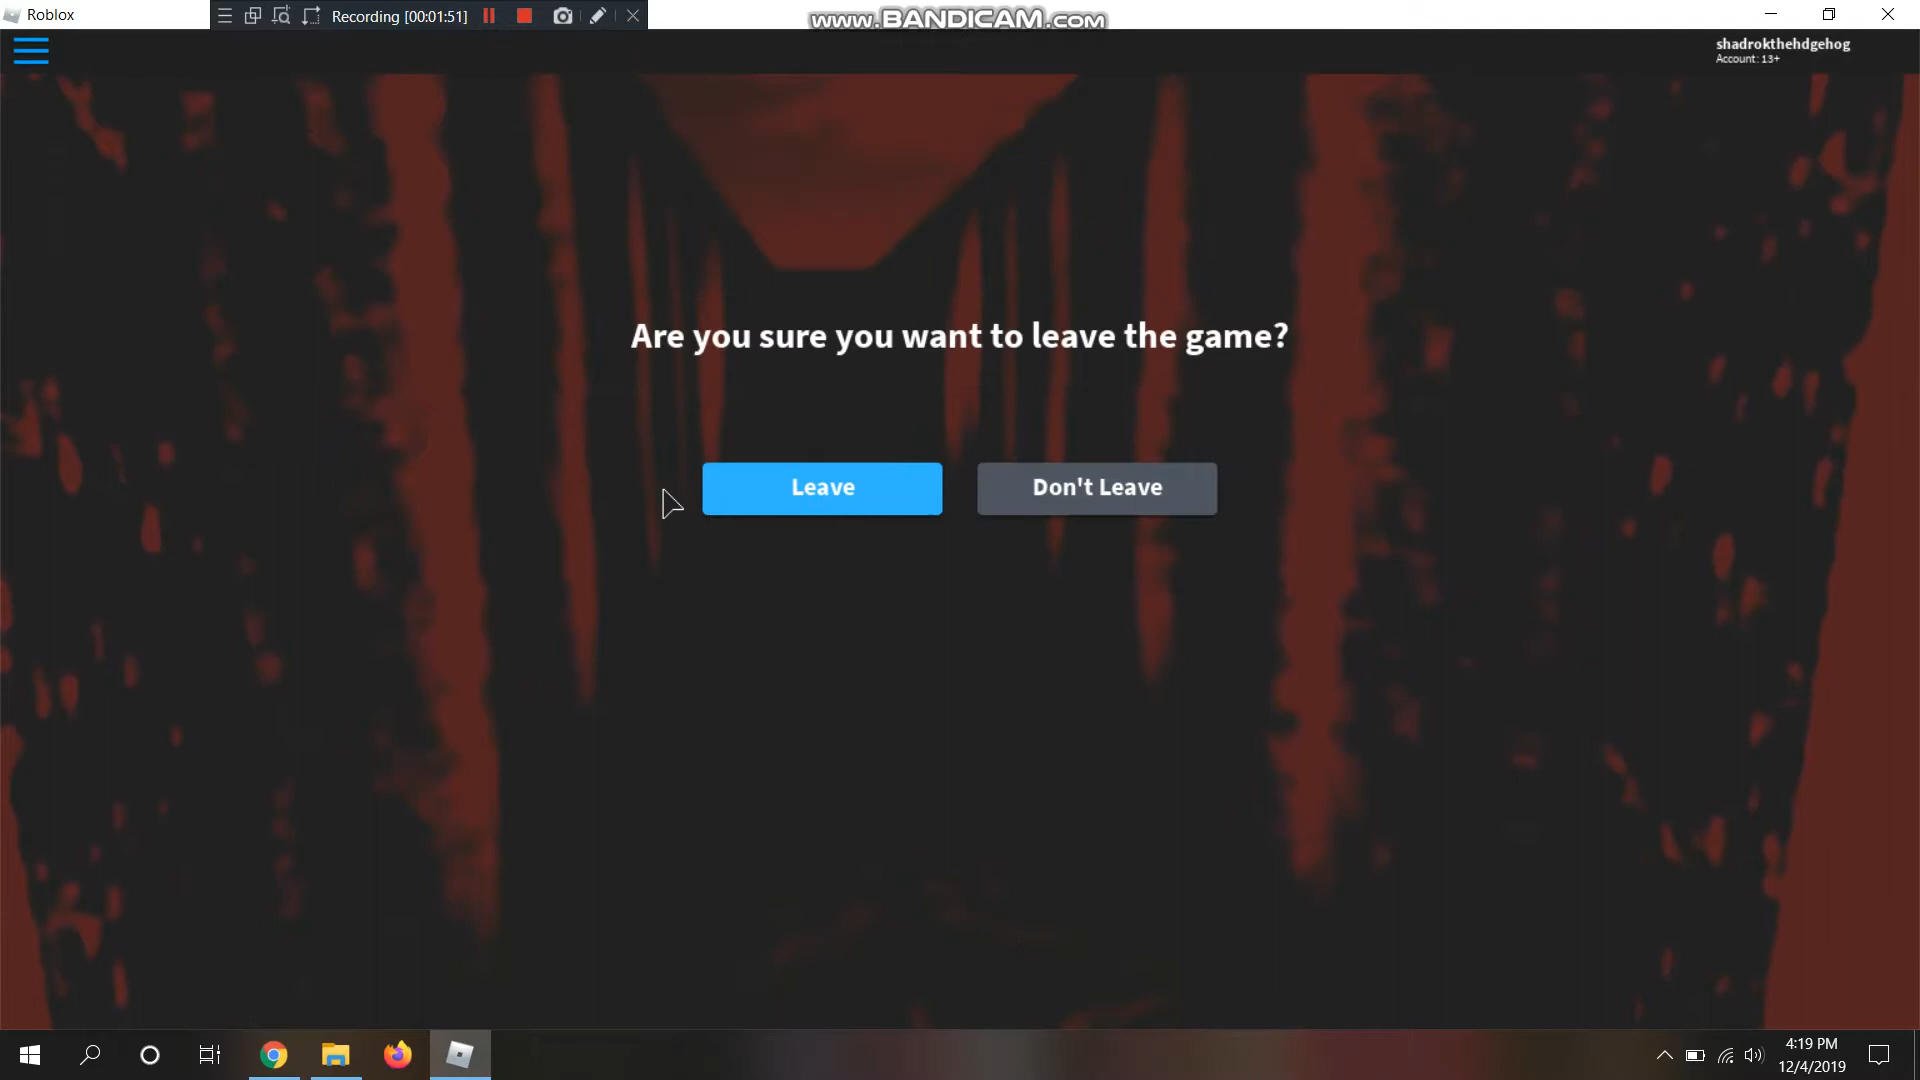 Roblox
Recording [00:01:51]
www.BANDICAM.com
shadrokthehdgehog
Account: 13+
Are you sure you want to leave the game?
Leave
Don't Leave
4:19 PM
12/4/2019